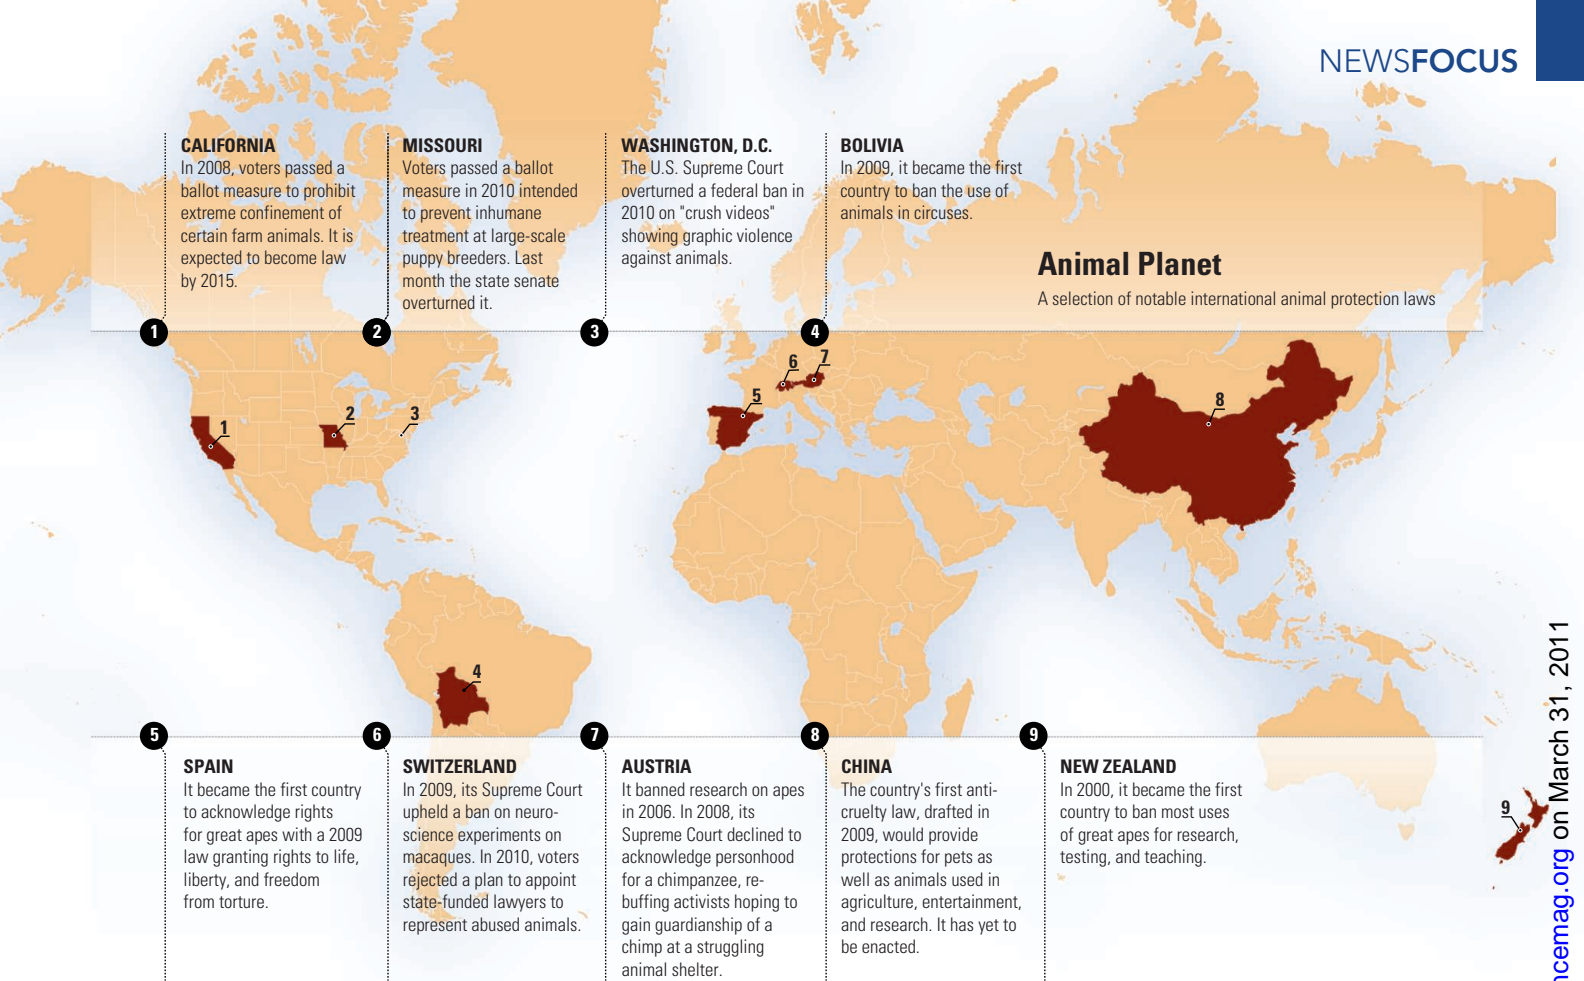 NEWSFOCUS
CALIFORNIA
In 2008, voters passed a
ballot measure to prohibit
extreme confinement of
certain farm animals. It is
expected to become law
by 2015.
MISSOURI
Voters passed a ballot
measure in 2010 intended
to prevent inhumane
treatment at large-scale
puppy breeders. Last
month the state senate
overturned it.
WASHINGTON, D.C.
The U.S. Supreme Court
overturned a federal ban in
2010 on "crush videos"
showing graphic violence
against animals.
BOLIVIA
In 2009, it became the first
country to ban the use of
animals in circuses.
Animal Planet
A selection of notable international animal protection laws
1
2
3
4
6
7
5
8
1
2
3
4
9
5
6
7
8
9
SPAIN
It became the first country
to acknowledge rights
for great apes with a 2009
law granting rights to life,
liberty, and freedom
from torture.
SWITZERLAND
In 2009, its Supreme Court
upheld a ban on neuro-
science experiments on
macaques. In 2010, voters
rejected a plan to appoint
state-funded lawyers to
represent abused animals.
AUSTRIA
It banned research on apes
in 2006. In 2008, its
Supreme Court declined to
acknowledge personhood
for a chimpanzee, re-
buffing activists hoping to
gain guardianship of a
chimp at a struggling
animal shelter.
CHINA
The country's first anti-
cruelty law, drafted in
2009, would provide
protections for pets as
well as animals used in
agriculture, entertainment,
and research. It has yet to
be enacted.
NEW ZEALAND
In 2000, it became the first
country to ban most uses
of great apes for research,
testing, and teaching.
ncemag.org on March 31, 2011